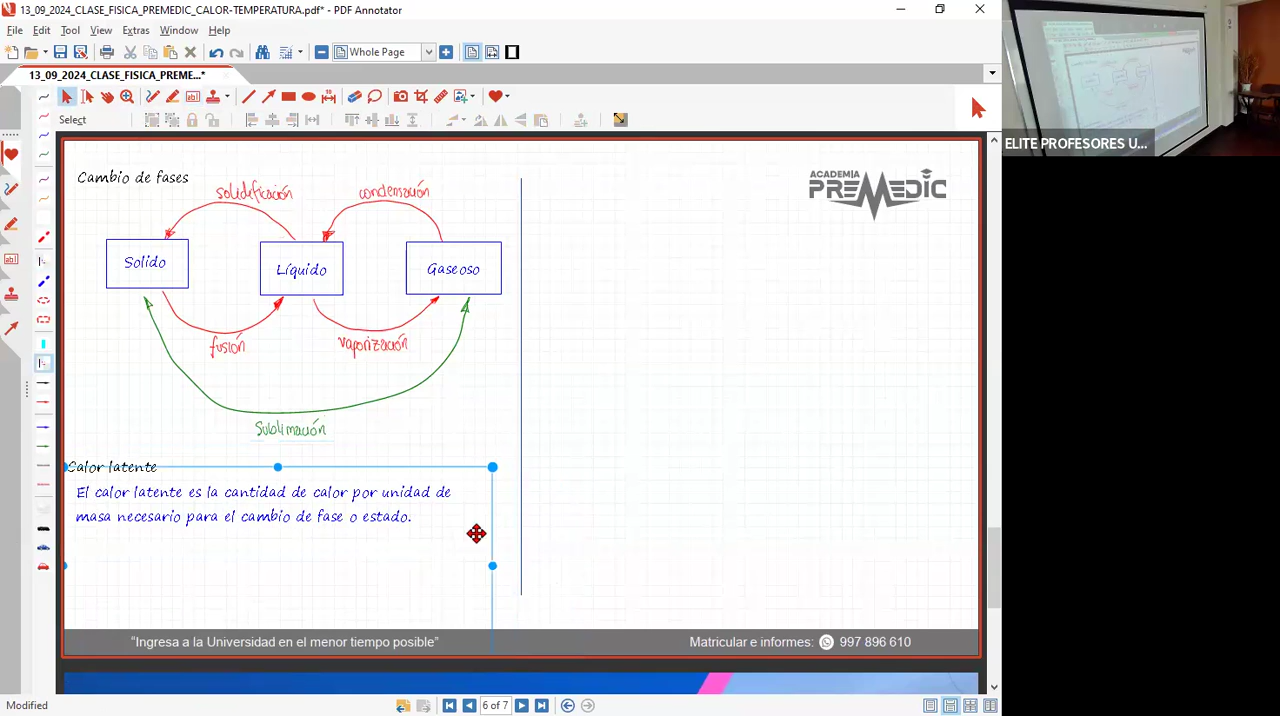 13_09_2024_CLASE_FISICA_PREMEDIC_CALOR-TEMPERATURA.pdf* - PDF Annotator
File Edit Tool View Extras Window Help
Whole Page
13_09_2024_CLASE_FISICA_PREME...*
Select
ELITE PROFESORES U...
Cambio de fases
solidificación
condensación
ACADEMIA
PREMEDIC
Solido
Líquido
Gaseoso
fusión
vaporización
Sublimación
Calor latente
El calor latente es la cantidad de calor por unidad de
masa necesario para el cambio de fase o estado.
"Ingresa a la Universidad en el menor tiempo posible"
Matricular e informes: 997 896 610
Modified
6 of 7